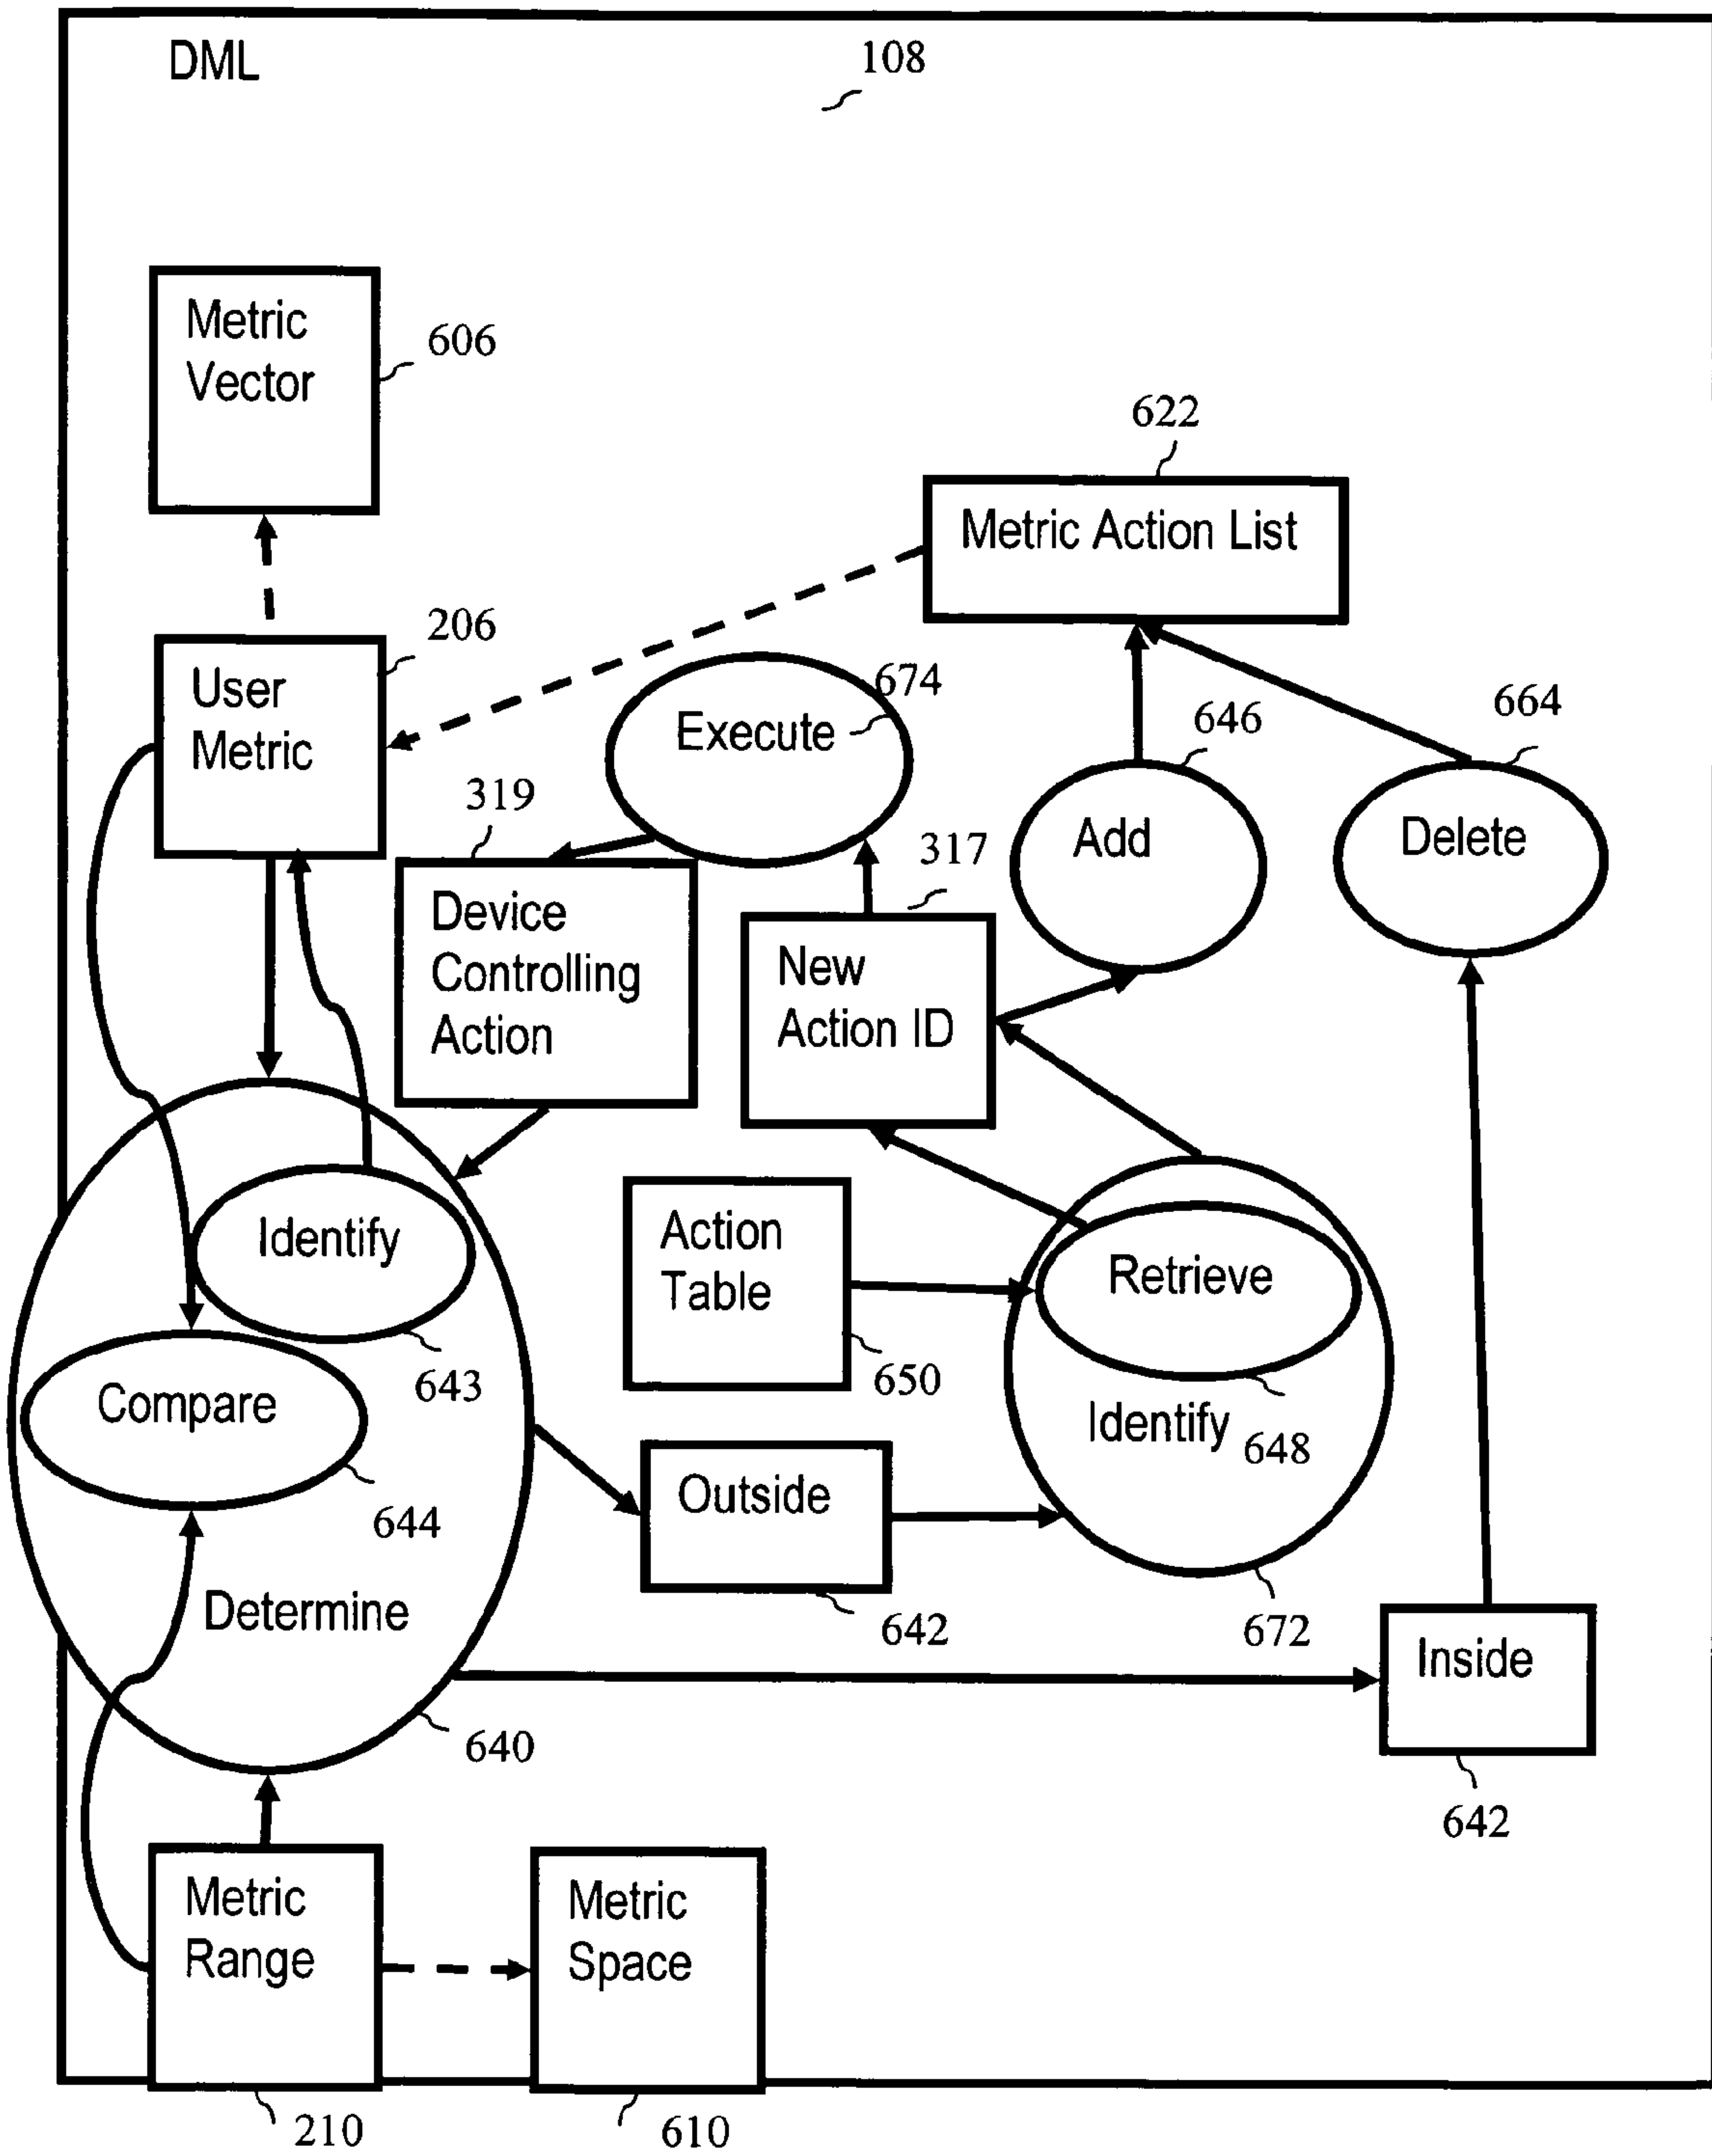 DML
108
Metric
Vector
606
622
Metric Action List
206
User
Metric
674
Execute
646
664
319
317
Add
Delete
Device
Controlling
Action
New
Action ID
Identify
643
Action
Table
650
Retrieve
648
Identify
672
Compare
644
Outside
642
Determine
640
Inside
642
Metric
Range
210
Metric
Space
610